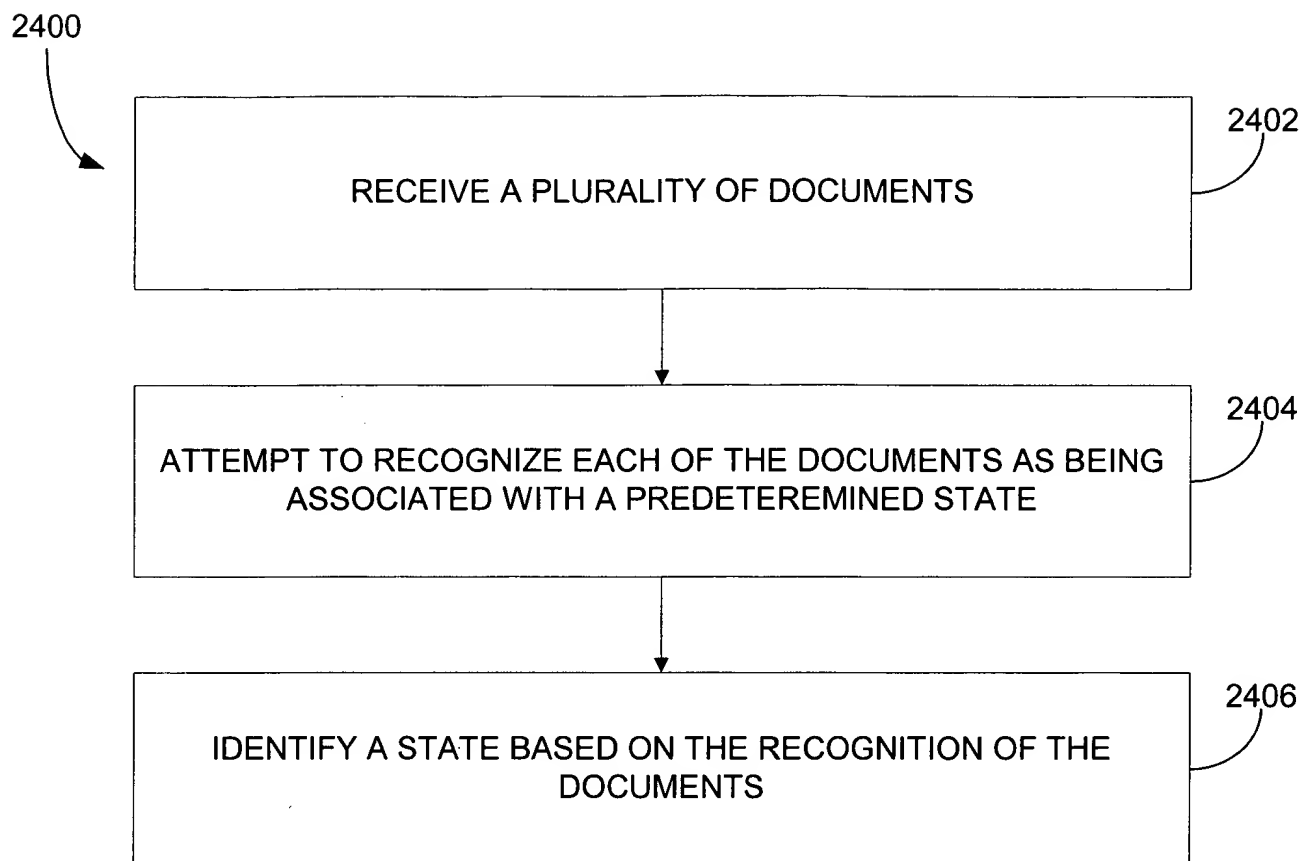 2400
2402
RECEIVE A PLURALITY OF DOCUMENTS
2404
ATTEMPT TO RECOGNIZE EACH OF THE DOCUMENTS AS BEING
ASSOCIATED WITH A PREDETEREMINED STATE
2406
IDENTIFY A STATE BASED ON THE RECOGNITION OF THE
DOCUMENTS